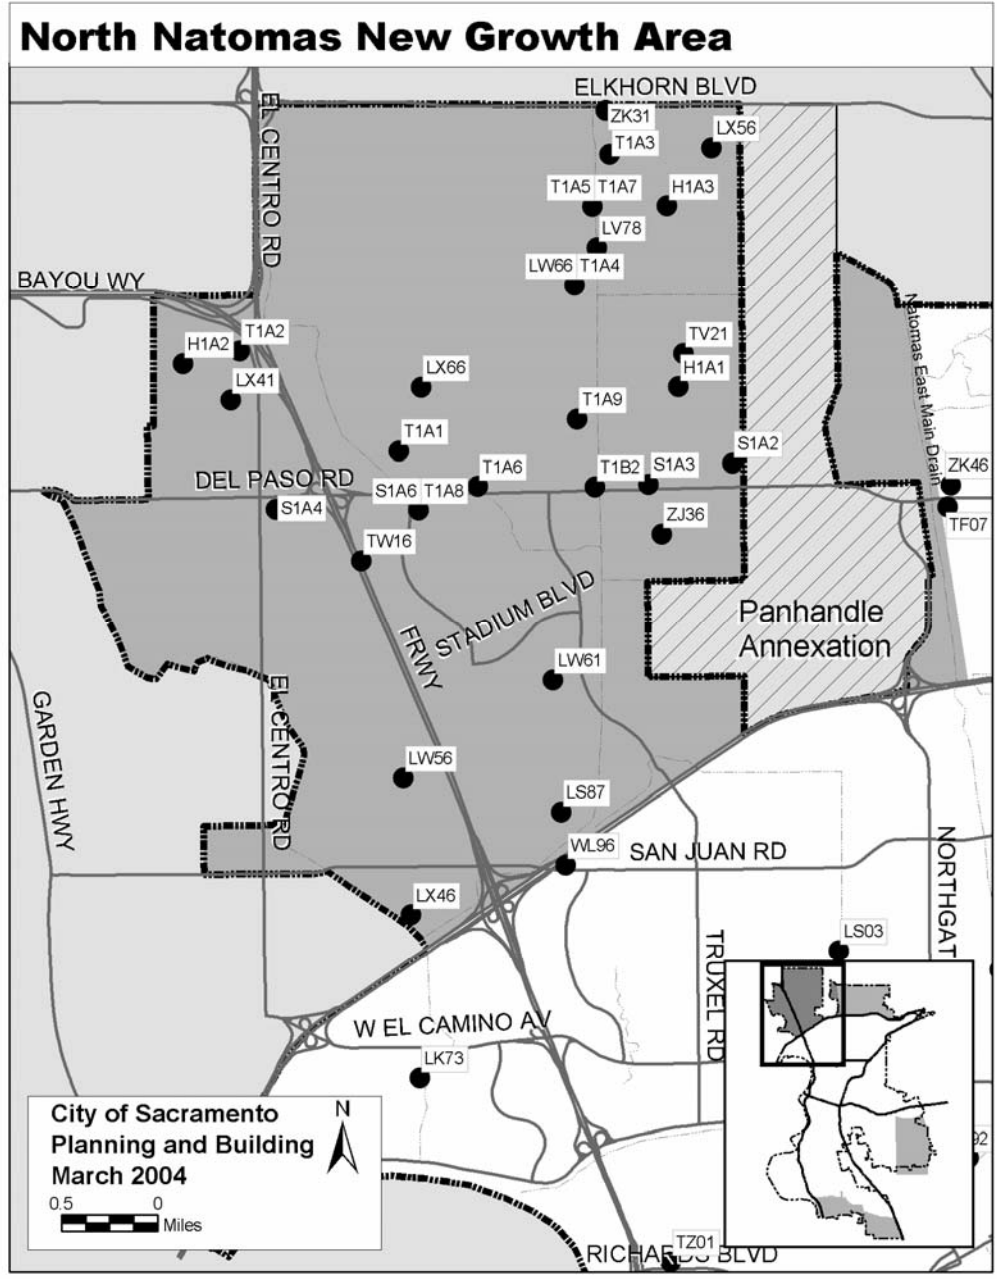 North Natomas New Growth Area
ELKHORN BLVD
ZK31
LX56
T1A3
EL CENTRO RD
T1A5 T1A7
H1A3
LV78
LW66 T1A4
BAYOU WY
Natomas East Main Drain
T1A2
H1A2
TV21
LX66
H1A1
LX41
T1A9
T1A1
S1A2
T1A6
T1B2
S1A3
ZK46
DEL PASO RD
S1A6 T1A8
S1A4
TF07
ZJ36
TW16
STADIUM BLVD
Panhandle
Annexation
FRWY
LW61
EL CENTRO RD
GARDEN HWY
LW56
LS87
WL96
SAN JUAN RD
NORTHGAT
LX46
LS03
TRUXEL RD
W EL CAMINO AV
LK73
City of Sacramento
Planning and Building
March 2004
N
0.5 0
Miles
92
TZ01
RICHARDS BLVD